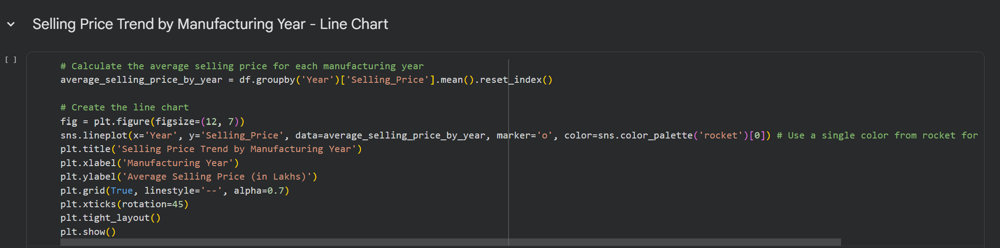 Selling Price Trend by Manufacturing Year - Line Chart
[ ]
# Calculate the average selling price for each manufacturing year
average_selling_price_by_year = df.groupby('Year')['Selling_Price'].mean().reset_index()
# Create the line chart
fig = plt.figure(figsize=(12, 7))
sns.lineplot(x='Year', y='Selling_Price', data=average_selling_price_by_year, marker='o', color=sns.color_palette('rocket')[0]) # Use a single color from rocket for
plt.title('Selling Price Trend by Manufacturing Year')
plt.xlabel('Manufacturing Year')
plt.ylabel('Average Selling Price (in Lakhs)')
plt.grid(True, linestyle='--', alpha=0.7)
plt.xticks(rotation=45)
plt.tight_layout()
plt.show()